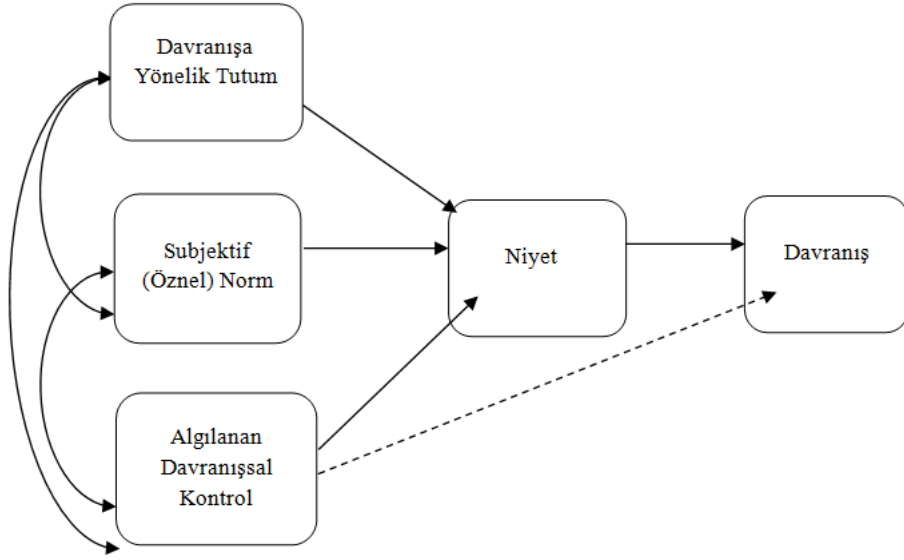 Davranışa
Yönelik Tutum
Subjektif
(Öznel) Norm
Algılanan
Davranışsal
Kontrol
Niyet
Davranış